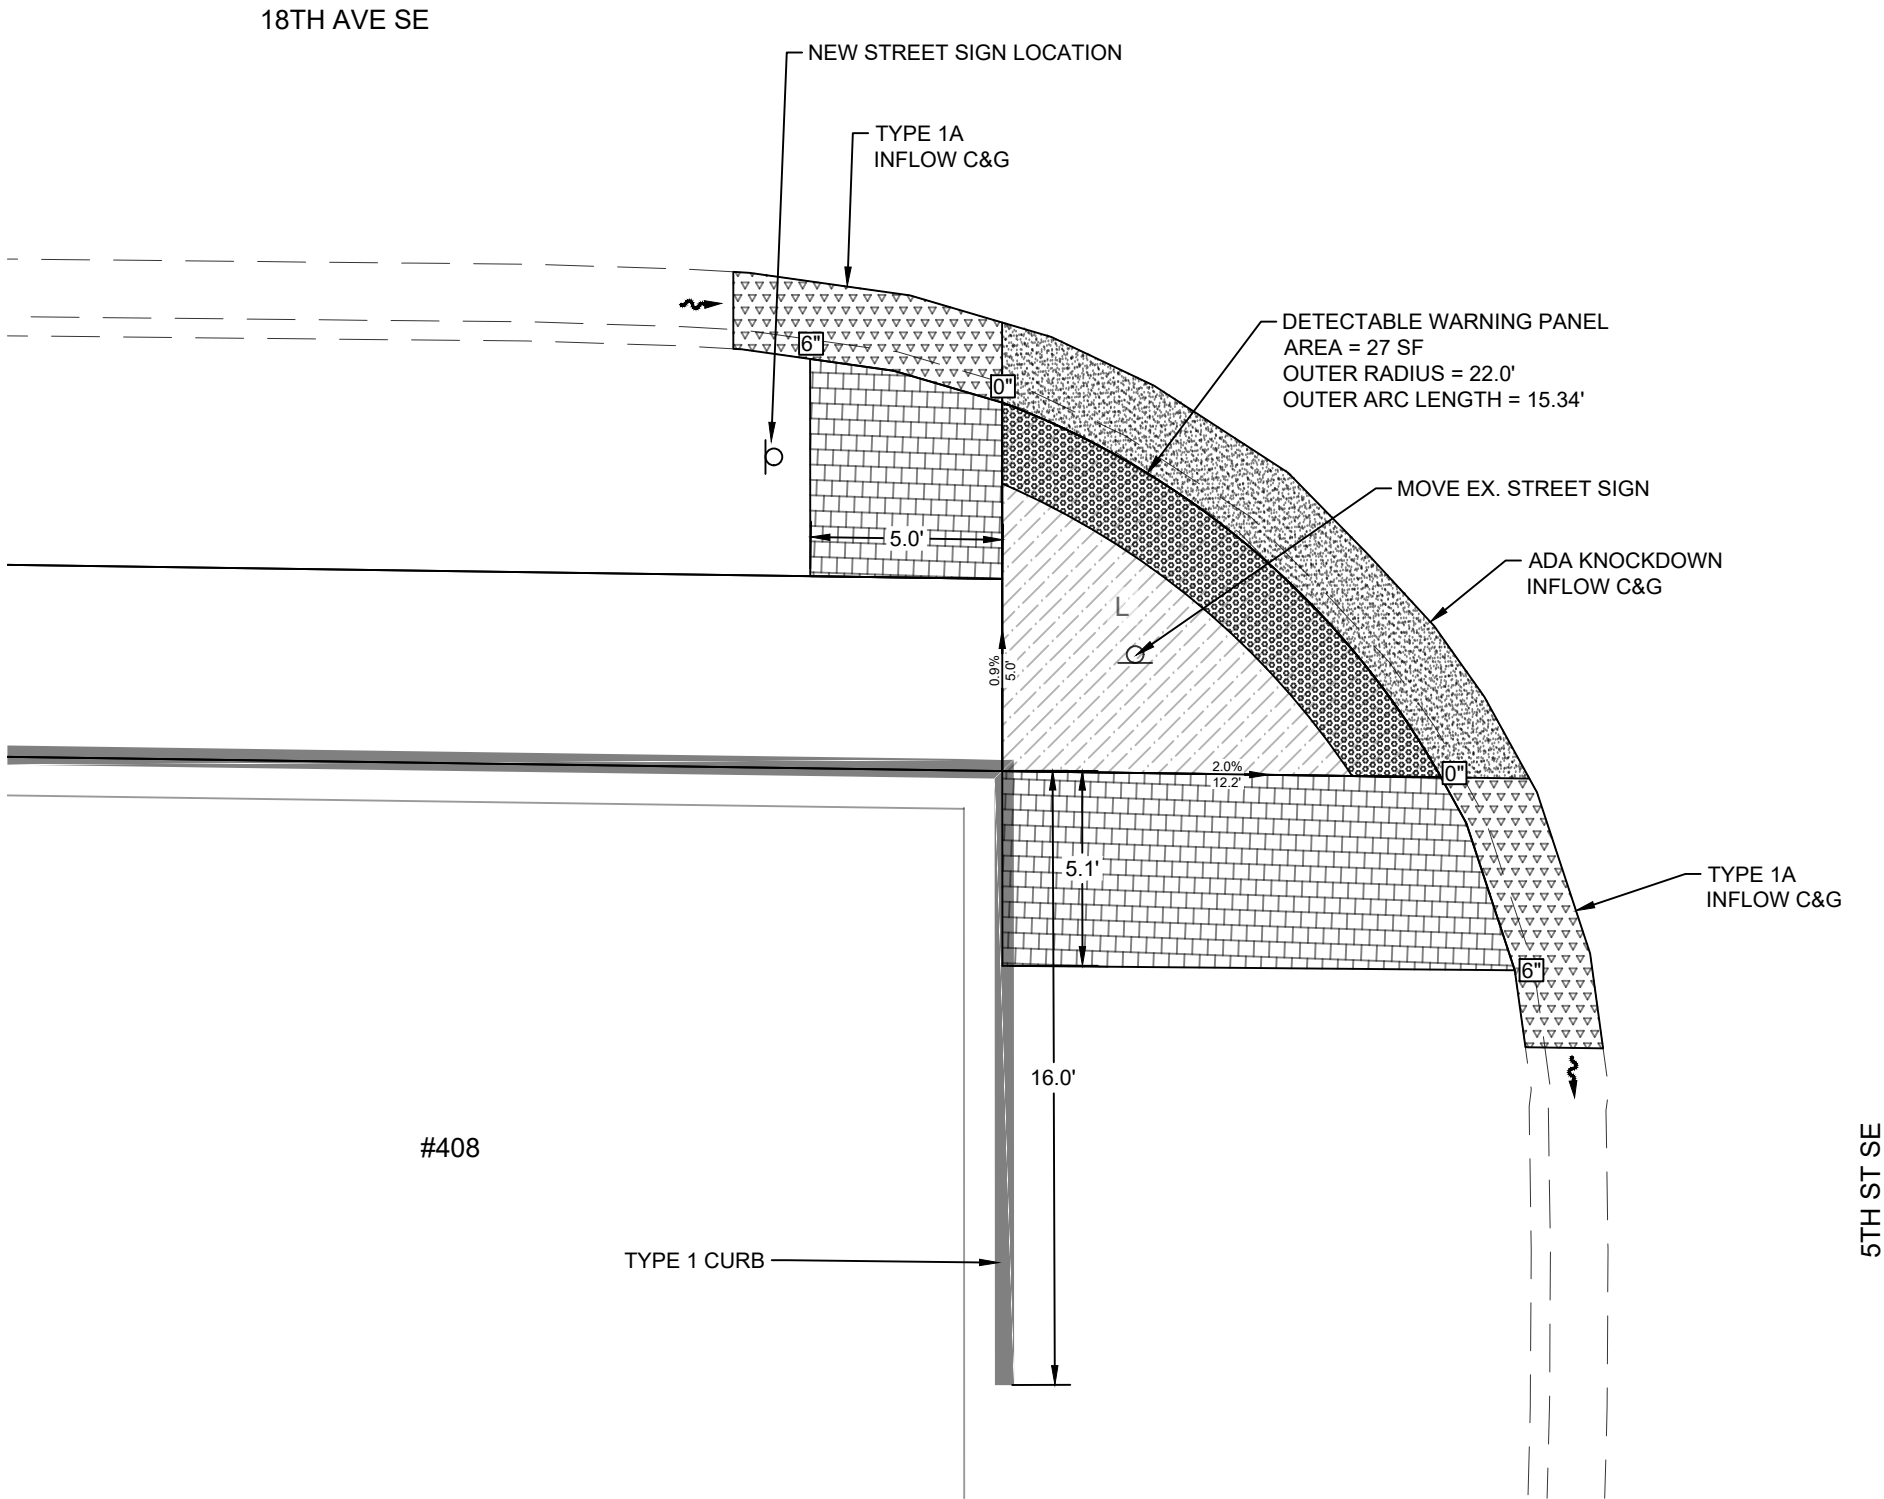 18TH AVE SE
NEW STREET SIGN LOCATION
TYPE 1A
INFLOW C&G
6"
0"
DETECTABLE WARNING PANEL
AREA = 27 SF
OUTER RADIUS = 22.0'
OUTER ARC LENGTH = 15.34'
MOVE EX. STREET SIGN
5.0'
ADA KNOCKDOWN
INFLOW C&G
L
0.9%
5.0'
2.0%
12.2'
0"
5.1'
TYPE 1A
INFLOW C&G
6"
16.0'
#408
5TH ST SE
TYPE 1 CURB